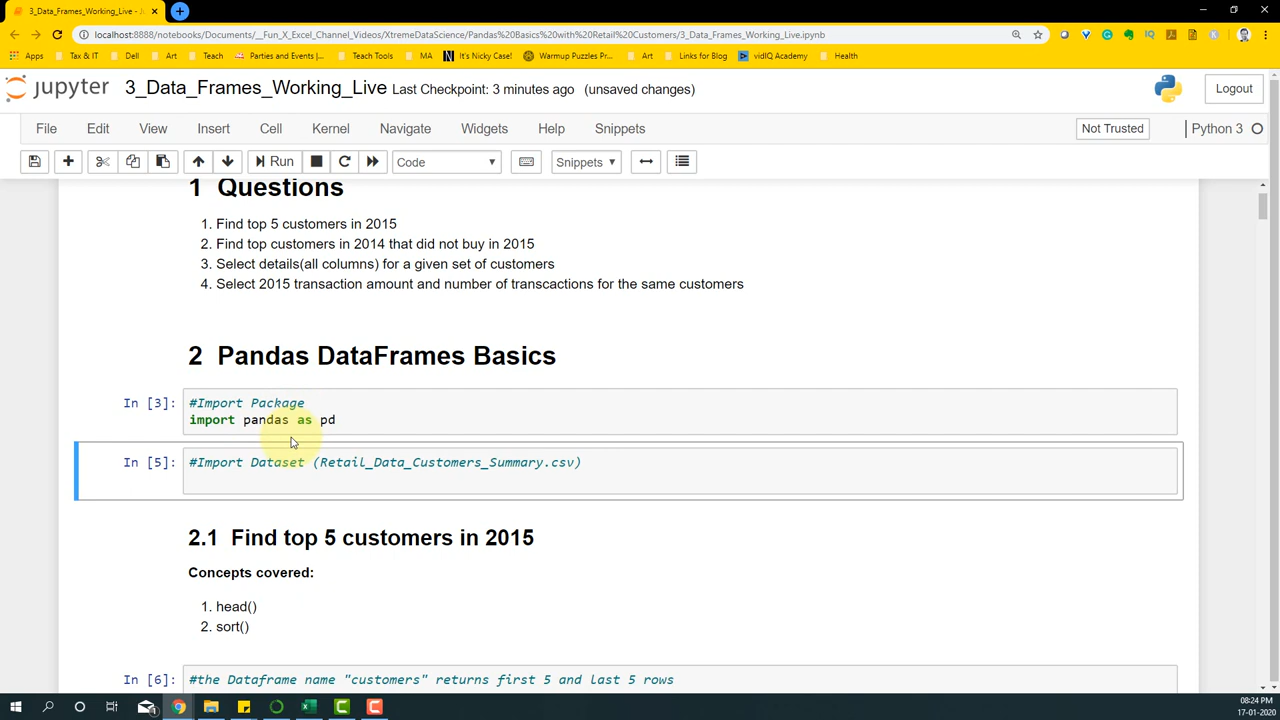 3_Data_Frames_Working_Live - Ju
localhost:8888/notebooks/Documents/__Fun_X_Excel_Channel_Videos/XtremeDataScience/Pandas%20Basics%20with%20Retail%20Customers/3_Data_Frames_Working_Live.ipynb
Apps Tax & IT Dell Art Teach Parties and Events |... Teach Tools MA It's Nicky Case! Warmup Puzzles Pr... Art Links for Blog vidIQ Academy Health
jupyter 3_Data_Frames_Working_Live Last Checkpoint: 3 minutes ago (unsaved changes) Logout
File Edit View Insert Cell Kernel Navigate Widgets Help Snippets Not Trusted Python 3
Run Code Snippets
1 Questions
1. Find top 5 customers in 2015
2. Find top customers in 2014 that did not buy in 2015
3. Select details(all columns) for a given set of customers
4. Select 2015 transaction amount and number of transcactions for the same customers
2 Pandas DataFrames Basics
In [3]: #Import Package
import pandas as pd
In [5]: #Import Dataset (Retail_Data_Customers_Summary.csv)
2.1 Find top 5 customers in 2015
Concepts covered:
1. head()
2. sort()
In [6]: #the Dataframe name "customers" returns first 5 and last 5 rows
08:24 PM
17-01-2020